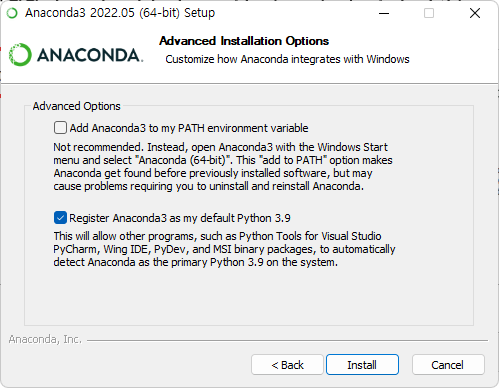 Anaconda3 2022.05 (64-bit) Setup
ANACONDA.
Advanced Installation Options
Customize how Anaconda integrates with Windows
Advanced Options
Add Anaconda3 to my PATH environment variable
Not recommended. Instead, open Anaconda3 with the Windows Start
menu and select "Anaconda (64-bit)". This "add to PATH" option makes
Anaconda get found before previously installed software, but may
cause problems requiring you to uninstall and reinstall Anaconda.
Register Anaconda3 as my default Python 3.9
This will allow other programs, such as Python Tools for Visual Studio
PyCharm, Wing IDE, PyDev, and MSI binary packages, to automatically
detect Anaconda as the primary Python 3.9 on the system.
Anaconda, Inc.
< Back
Install
Cancel